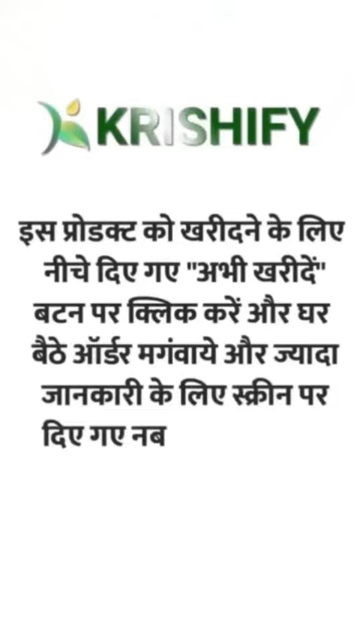 KRISHIFY
इस प्रोडक्ट को खरीदने के लिए
नीचे दिए गए "अभी खरीदें"
बटन पर क्लिक करें और घर
बैठे ऑर्डर मगंवाये और ज्यादा
जानकारी के लिए स्क्रीन पर
दिए गए नब